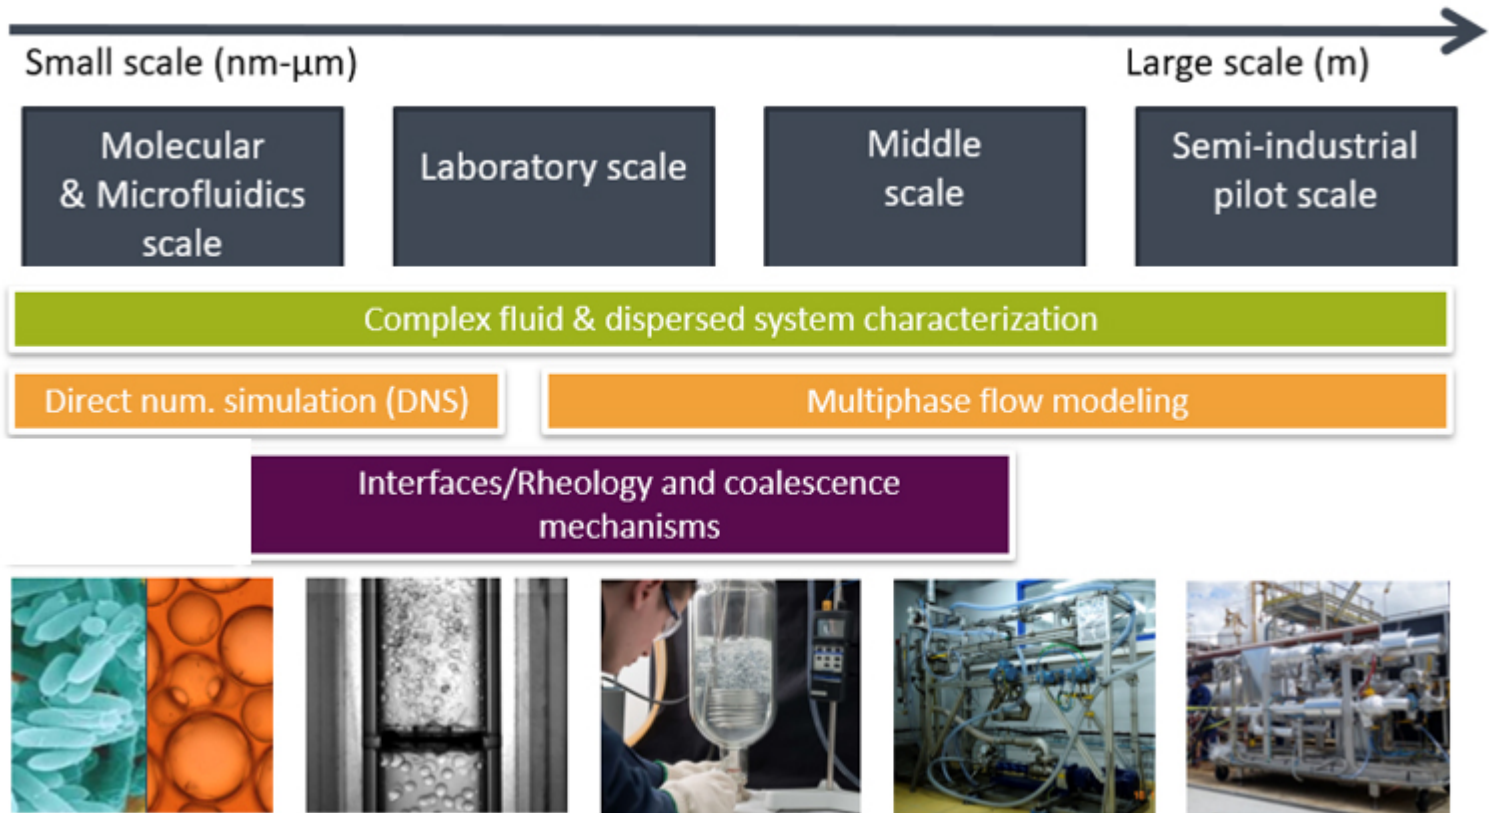 Small scale (nm-µm)
Large scale (m)
Molecular
& Microfluidics
scale
Laboratory scale
Middle
scale
Semi-industrial
pilot scale
Complex fluid & dispersed system characterization
Direct num. simulation (DNS)
Multiphase flow modeling
Interfaces/Rheology and coalescence
mechanisms